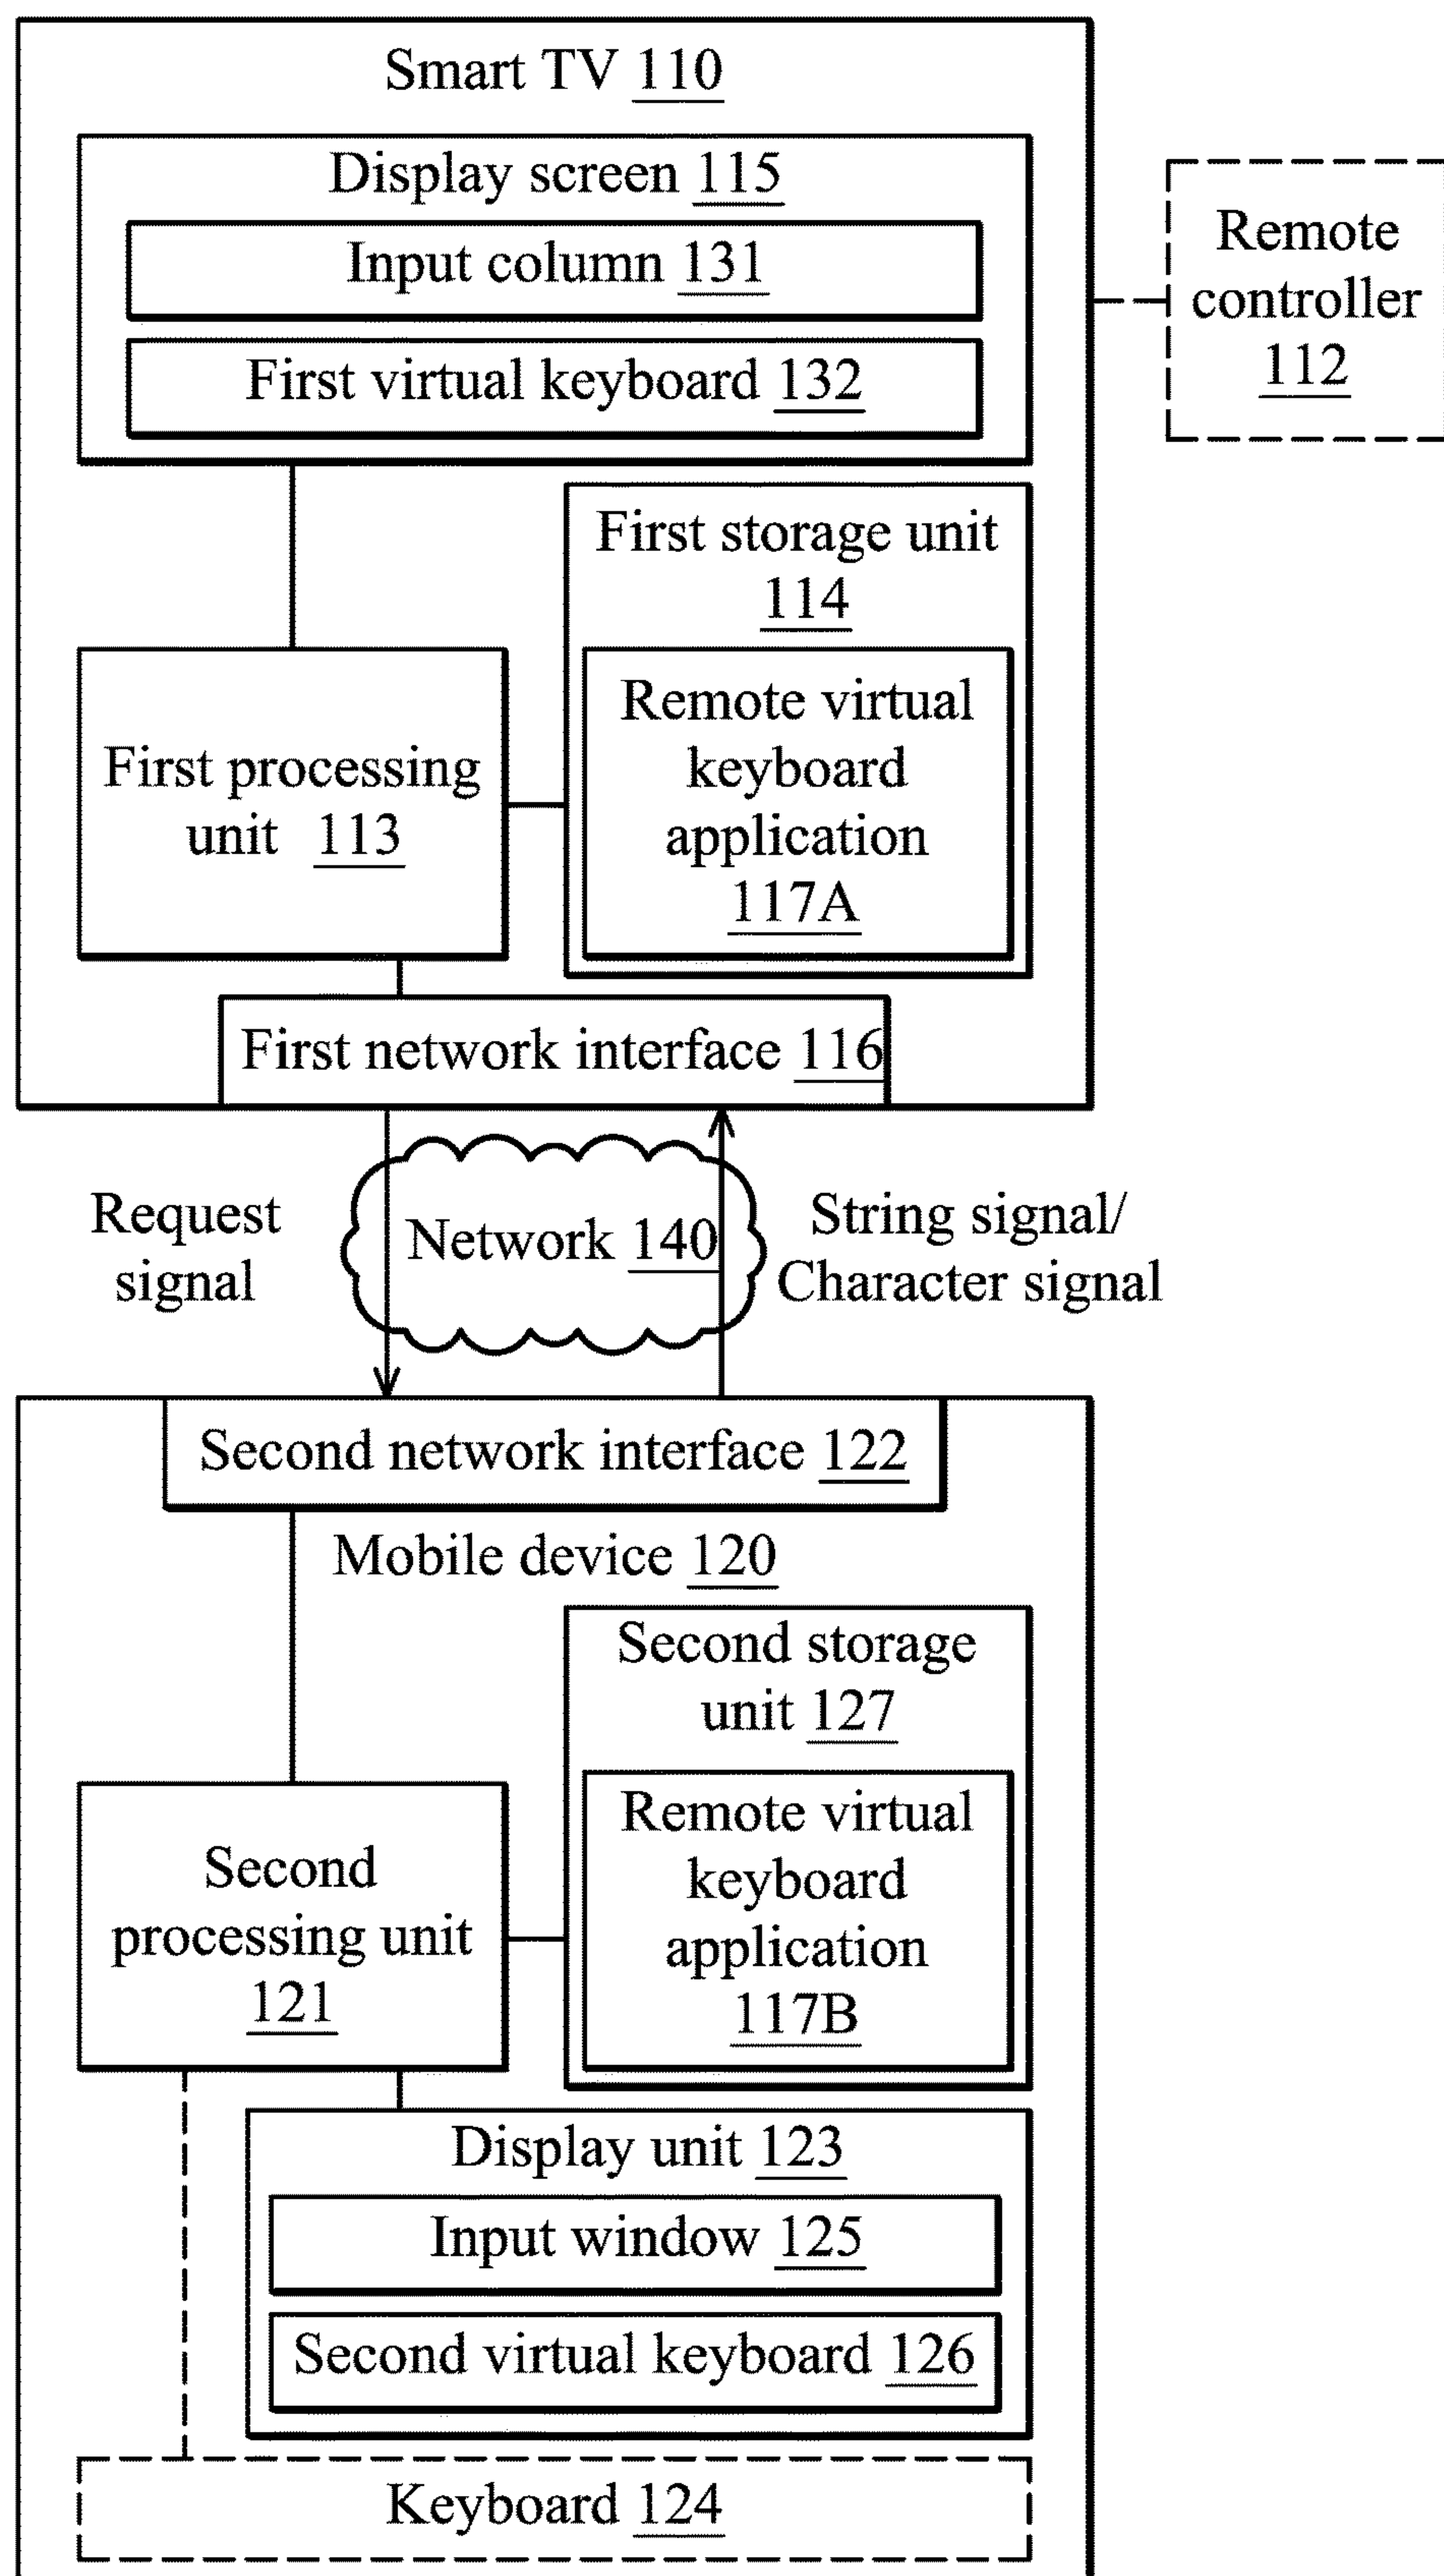 Smart TV 110
Display screen 115
Input column 131
First virtual keyboard 132
Remote
controller
112
First storage unit
114
Remote virtual
keyboard
application
117A
First processing
unit 113
First network interface 116
Request
signal
Network 140
String signal/
Character signal
Second network interface 122
Mobile device 120
Second storage
unit 127
Remote virtual
keyboard
application
117B
Second
processing unit
121
Display unit 123
Input window 125
Second virtual keyboard 126
Keyboard 124